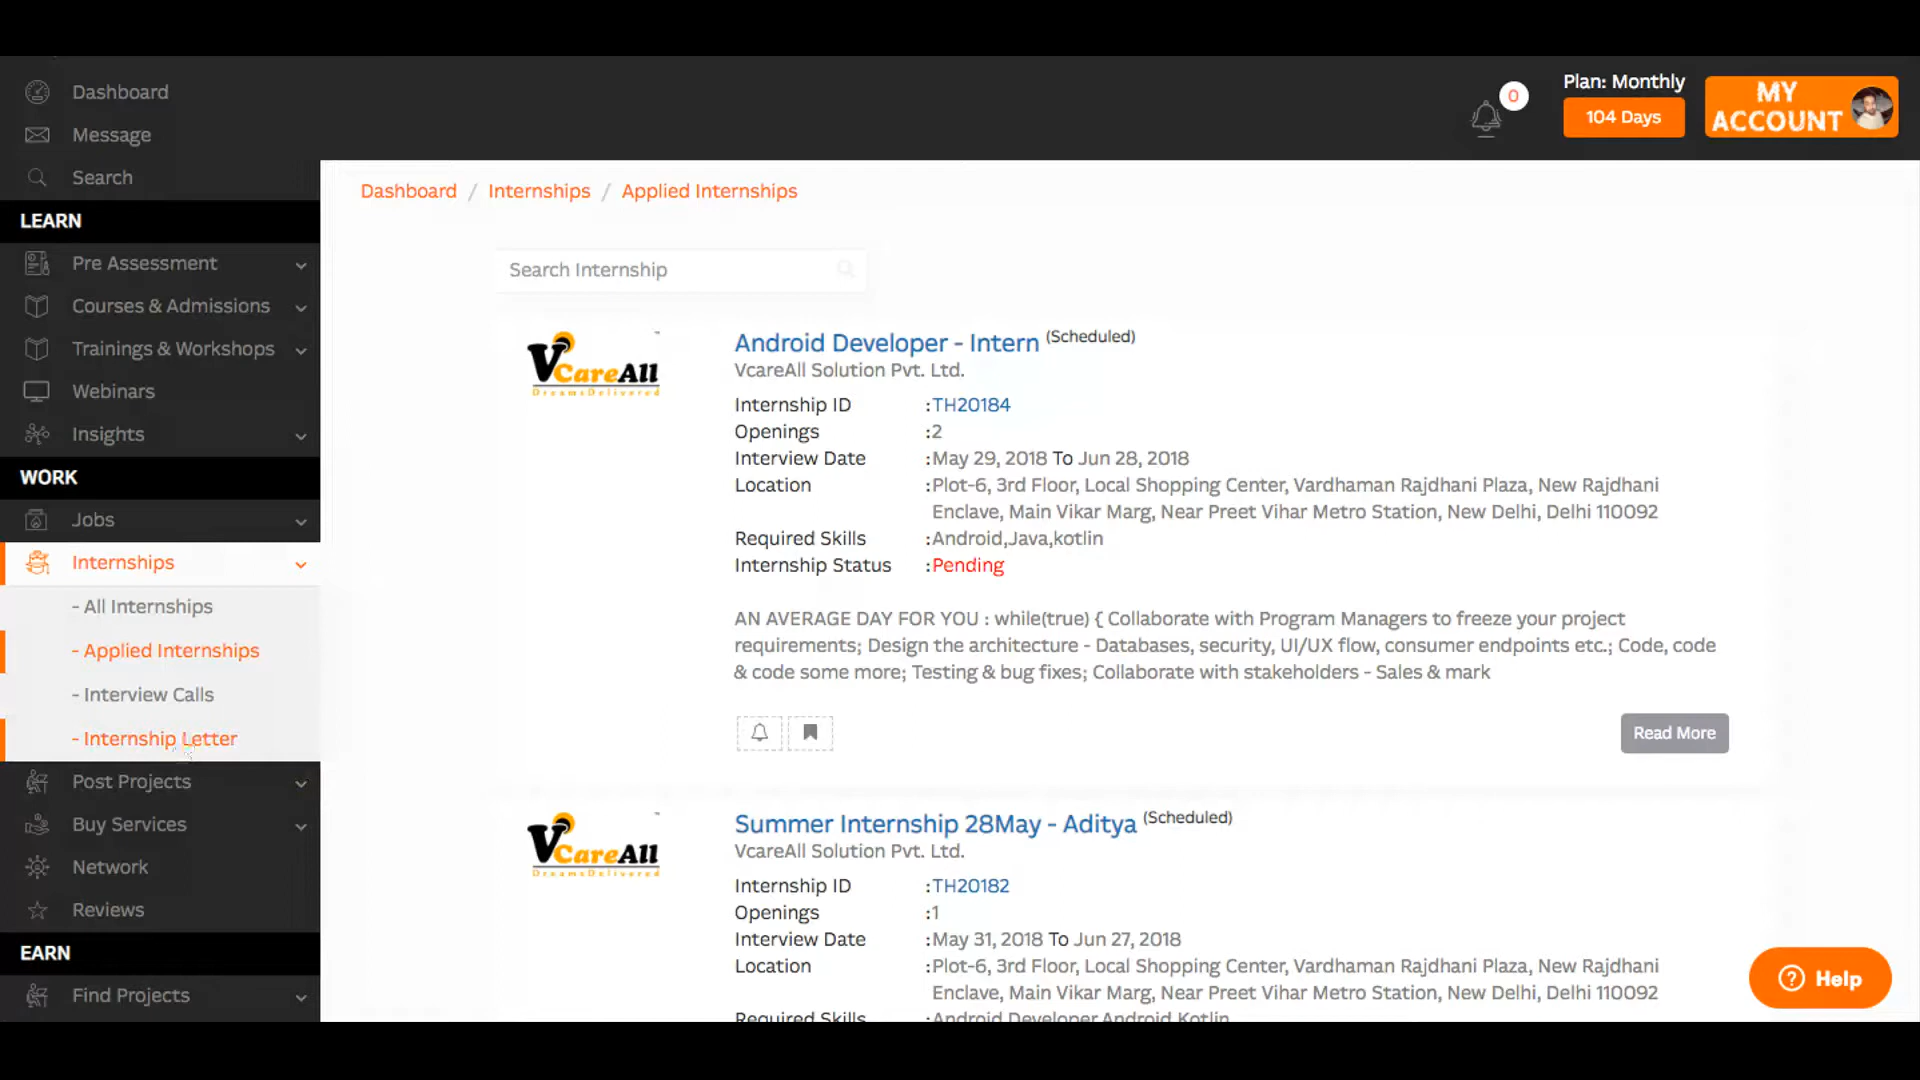 Dashboard
Message
Search
LEARN
Pre Assessment
Courses & Admissions
Trainings & Workshops
Webinars
Insights
WORK
Jobs
Internships
- All Internships
- Applied Internships
- Interview Calls
- Internship Letter
Post Projects
Buy Services
Network
Reviews
EARN
Find Projects
0
Plan: Monthly
104 Days
MY
ACCOUNT
Dashboard / Internships / Applied Internships
Search Internship
VCareAll
DreamsDelivered
Android Developer - Intern (Scheduled)
VcareAll Solution Pvt. Ltd.
Internship ID :TH20184
Openings :2
Interview Date :May 29, 2018 To Jun 28, 2018
Location :Plot-6, 3rd Floor, Local Shopping Center, Vardhaman Rajdhani Plaza, New Rajdhani
Enclave, Main Vikar Marg, Near Preet Vihar Metro Station, New Delhi, Delhi 110092
Required Skills :Android,Java,kotlin
Internship Status :Pending
AN AVERAGE DAY FOR YOU : while(true) { Collaborate with Program Managers to freeze your project
requirements; Design the architecture - Databases, security, UI/UX flow, consumer endpoints etc.; Code, code
& code some more; Testing & bug fixes; Collaborate with stakeholders - Sales & mark
Read More
VCareAll
DreamsDelivered
Summer Internship 28May - Aditya (Scheduled)
VcareAll Solution Pvt. Ltd.
Internship ID :TH20182
Openings :1
Interview Date :May 31, 2018 To Jun 27, 2018
Location :Plot-6, 3rd Floor, Local Shopping Center, Vardhaman Rajdhani Plaza, New Rajdhani
Enclave, Main Vikar Marg, Near Preet Vihar Metro Station, New Delhi, Delhi 110092
Required Skills :Android Developer,Android,Kotlin
Help